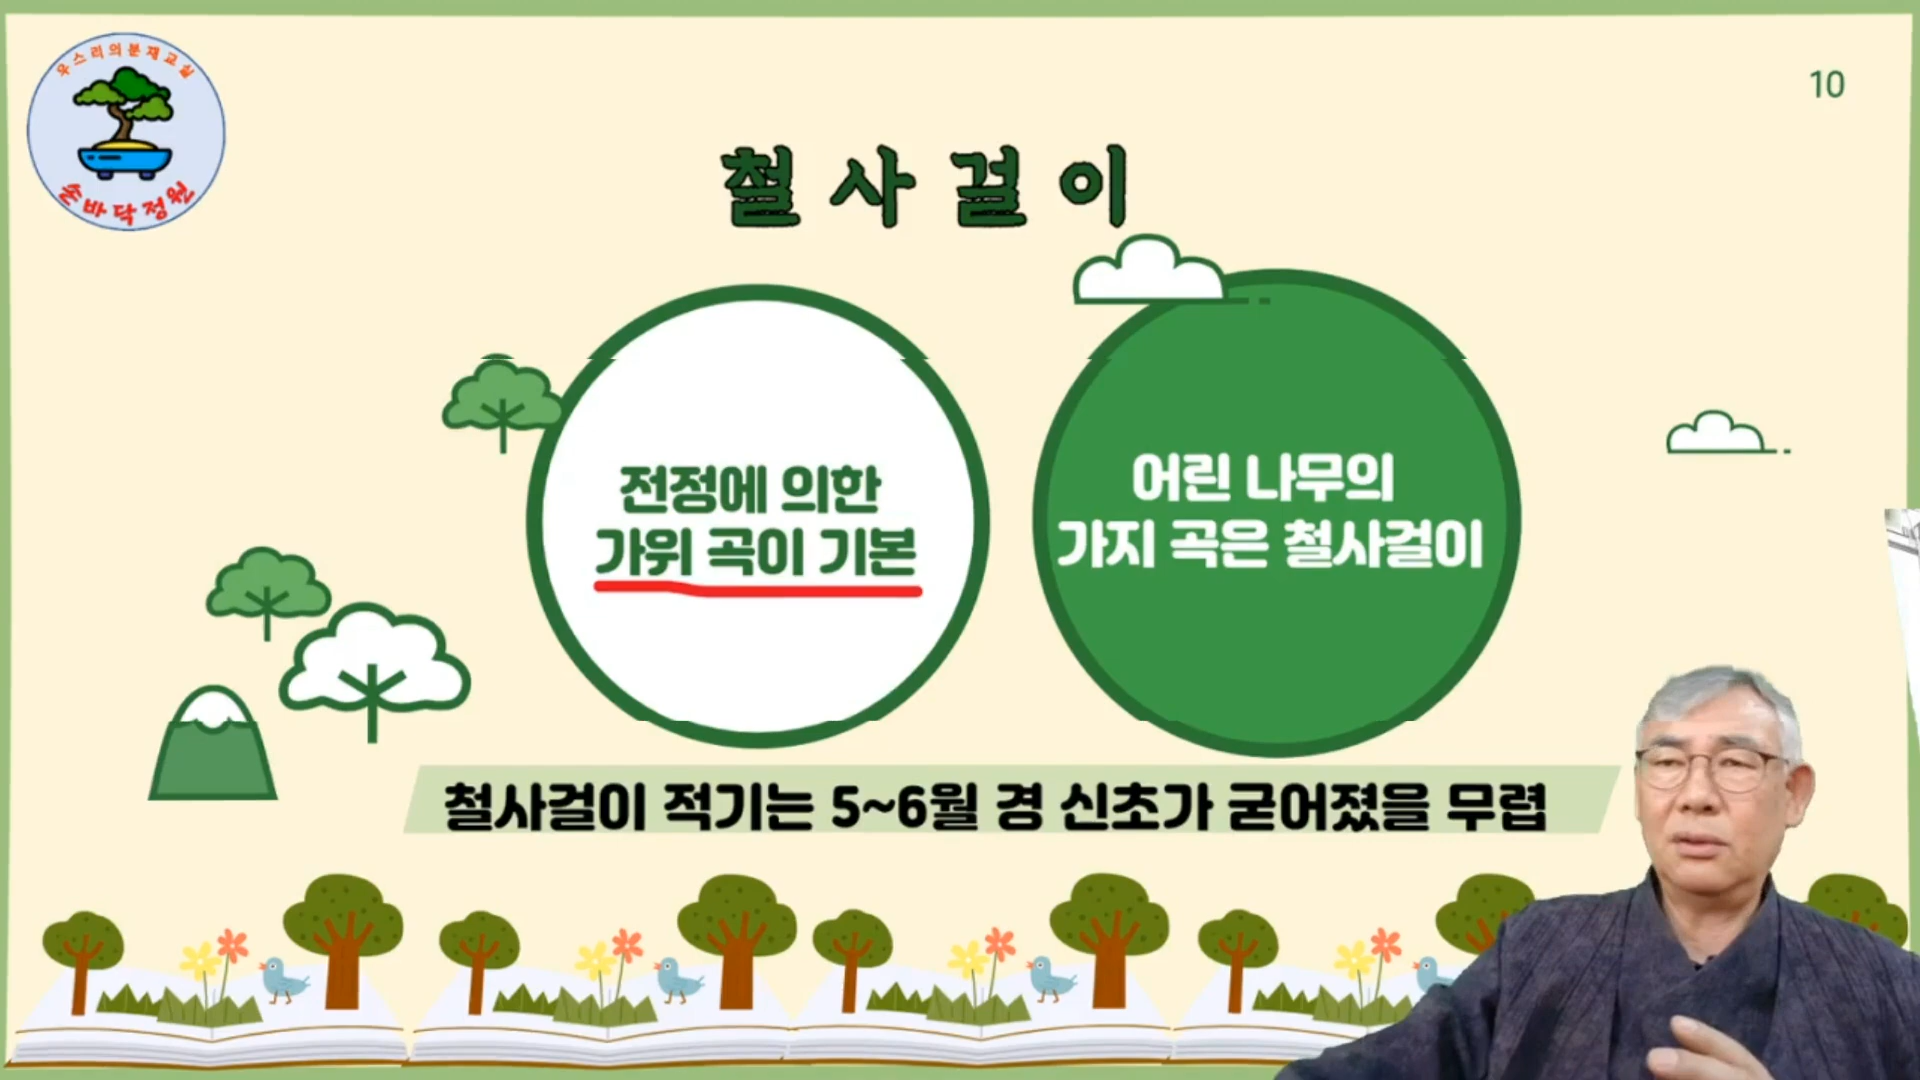 우스리의분재교실
손바닥정원
10
철사걸이
전정에 의한
가위 곡이 기본
어린 나무의
가지 곡은 철사걸이
철사걸이 적기는 5~6월 경 신초가 굳어졌을 무렵